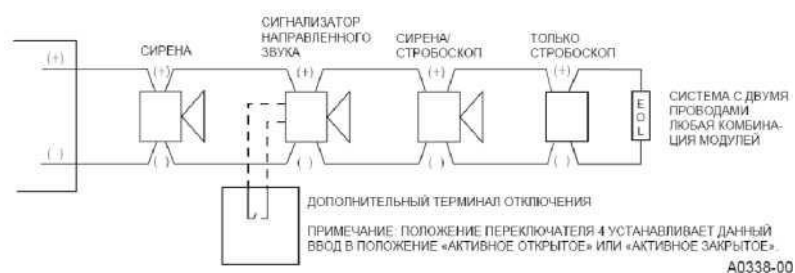 СИРЕНА
СИГНАЛИЗАТОР
НАПРАВЛЕННОГО
ЗВУКА
СИРЕНА/
СТРОБОСКОП
ТОЛЬКО
СТРОБОСКОП
(+)
(+)
(+)
(+)
(+)
EOL
СИСТЕМА С ДВУМЯ
ПРОВОДАМИ
ЛЮБАЯ КОМБИНА-
ЦИЯ МОДУЛЕЙ
(-)
(-)
(-)
(-)
(-)
ДОПОЛНИТЕЛЬНЫЙ ТЕРМИНАЛ ОТКЛЮЧЕНИЯ
ПРИМЕЧАНИЕ: ПОЛОЖЕНИЕ ПЕРЕКЛЮЧАТЕЛЯ 4 УСТАНАВЛИВАЕТ ДАННЫЙ
ВВОД В ПОЛОЖЕНИЕ «АКТИВНОЕ ОТКРЫТОЕ» ИЛИ «АКТИВНОЕ ЗАКРЫТОЕ».
A0338-00